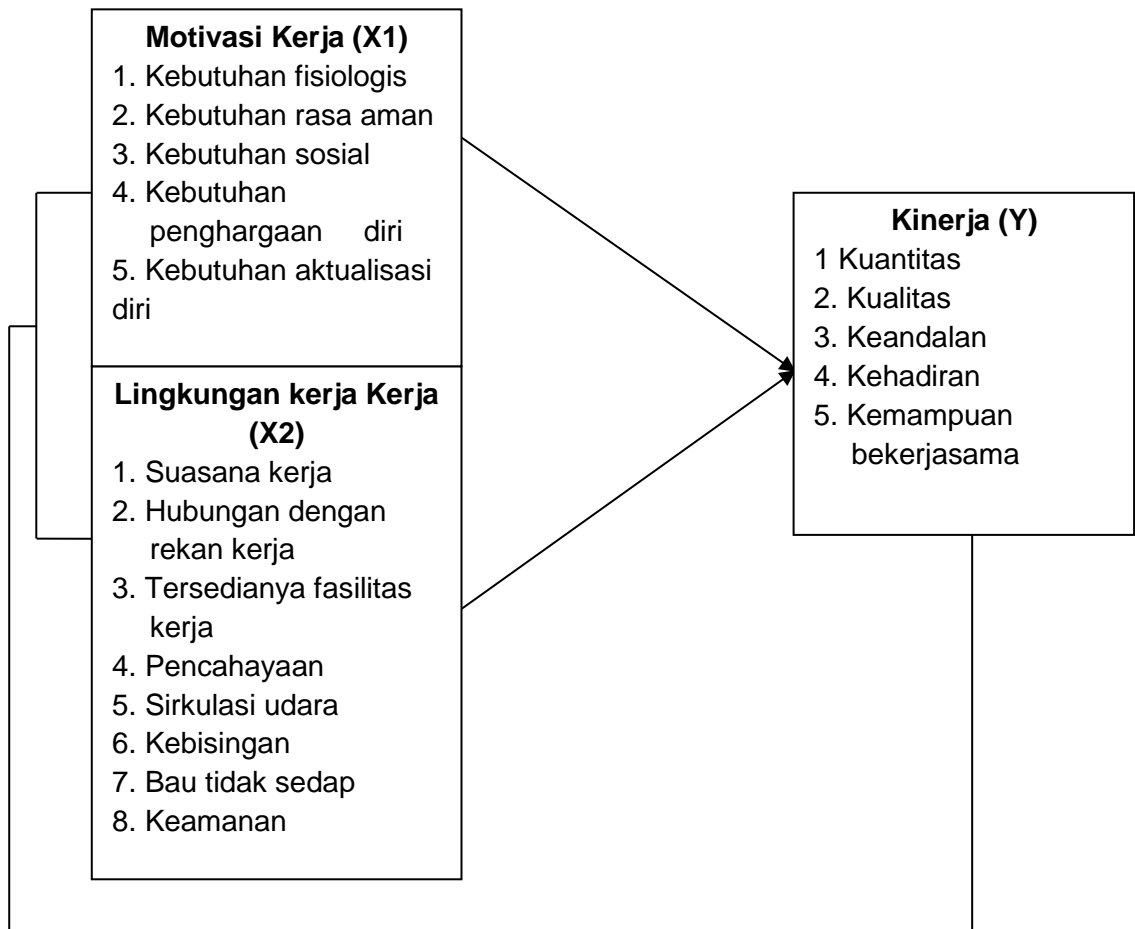 Motivasi Kerja (X1)
1. Kebutuhan fisiologis
2. Kebutuhan rasa aman
3. Kebutuhan sosial
4. Kebutuhan
penghargaan diri
5. Kebutuhan aktualisasi
diri
Lingkungan kerja Kerja
(X2)
1. Suasana kerja
2. Hubungan dengan
rekan kerja
3. Tersedianya fasilitas
kerja
4. Pencahayaan
5. Sirkulasi udara
6. Kebisingan
7. Bau tidak sedap
8. Keamanan
Kinerja (Y)
1 Kuantitas
2. Kualitas
3. Keandalan
4. Kehadiran
5. Kemampuan
bekerjasama